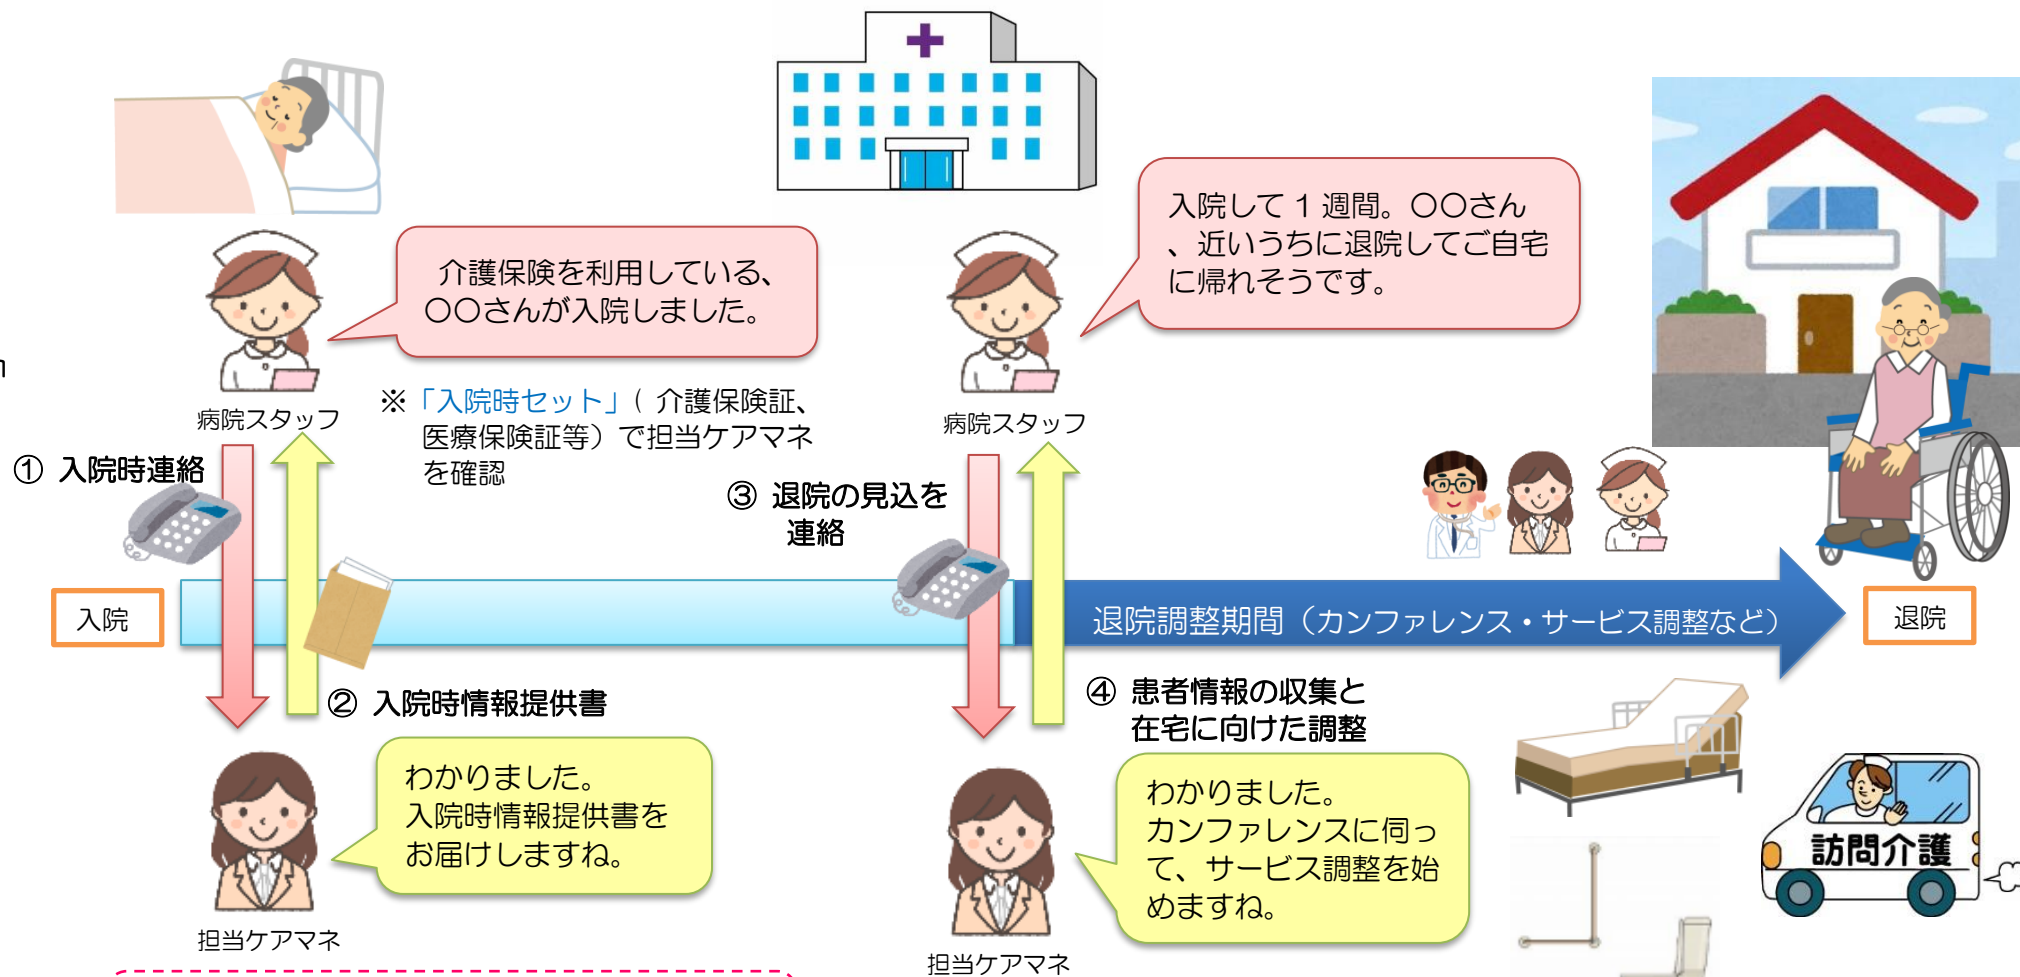 介護保険を利用している、
〇〇さんが入院しました。
入院して 1 週間。〇〇さん
、近いうちに退院してご自宅
に帰れそうです。
病院スタッフ
※「入院時セット」( 介護保険証、
医療保険証等）で担当ケアマネ
を確認
病院スタッフ
① 入院時連絡
③ 退院の見込を
連絡
入院
退院調整期間（カンファレンス・サービス調整など）
退院
② 入院時情報提供書
④ 患者情報の収集と
在宅に向けた調整
わかりました。
入院時情報提供書を
お届けしますね。
わかりました。
カンファレンスに伺っ
て、サービス調整を始
めますね。
訪問介護
担当ケアマネ
担当ケアマネ